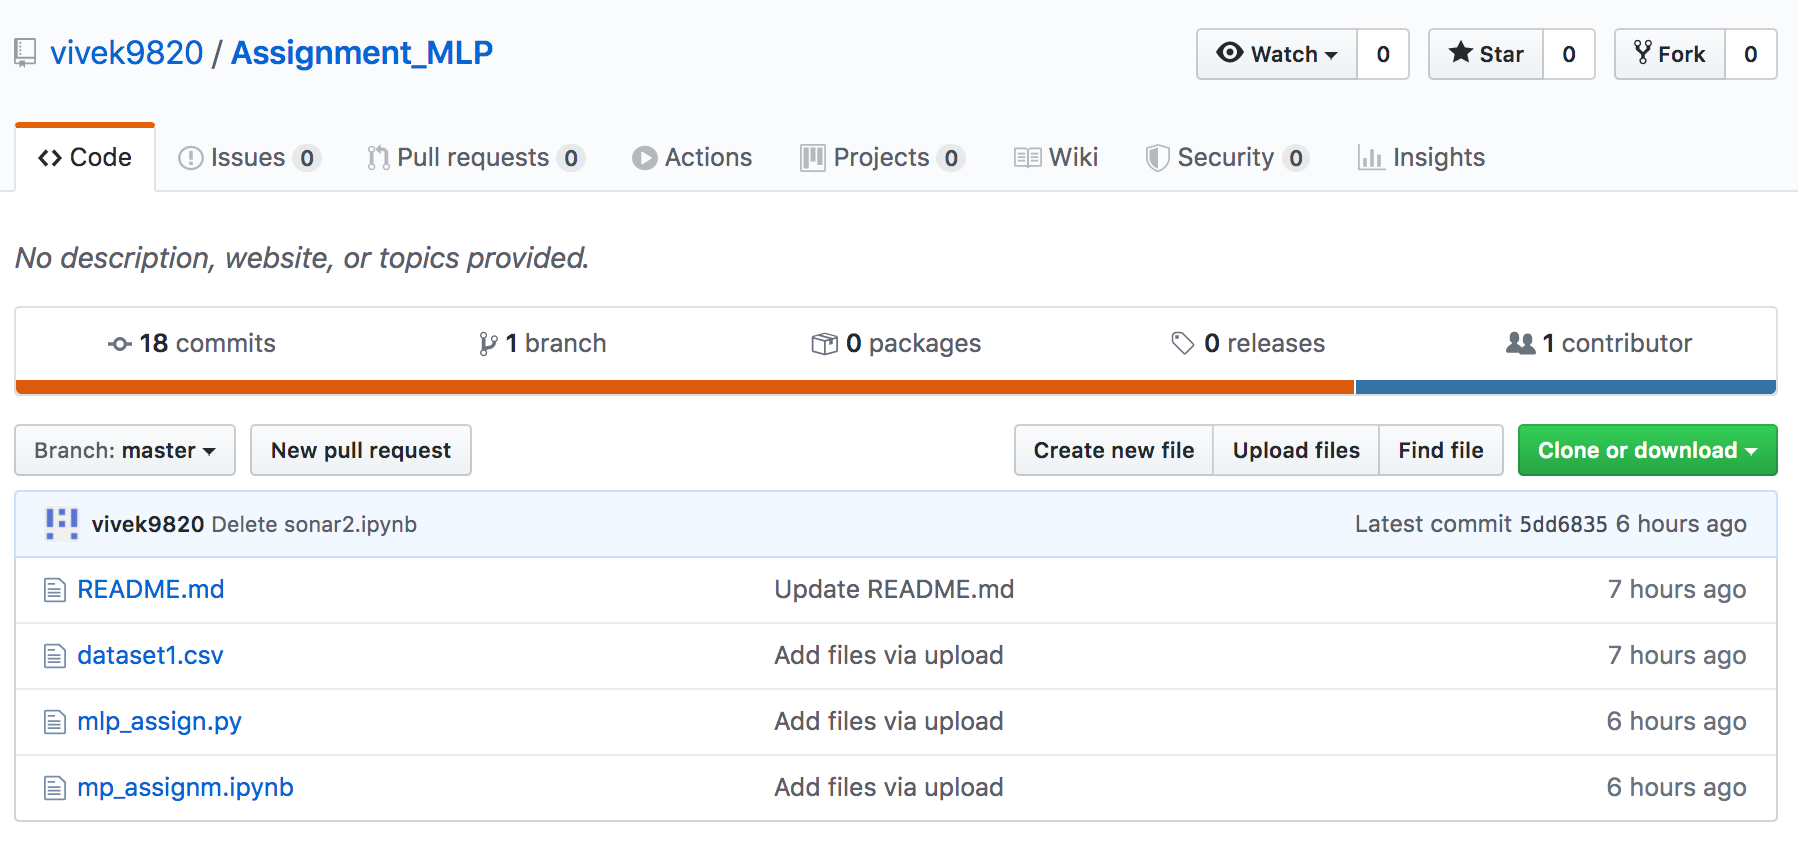 vivek9820 / Assignment_MLP
Watch 0 Star 0 Fork 0
Code Issues 0 Pull requests 0 Actions Projects 0 Wiki Security 0 Insights
No description, website, or topics provided.
18 commits 1 branch 0 packages 0 releases 1 contributor
Branch: master New pull request Create new file Upload files Find file Clone or download
vivek9820 Delete sonar2.ipynb Latest commit 5dd6835 6 hours ago
README.md Update README.md 7 hours ago
dataset1.csv Add files via upload 7 hours ago
mlp_assign.py Add files via upload 6 hours ago
mp_assignm.ipynb Add files via upload 6 hours ago